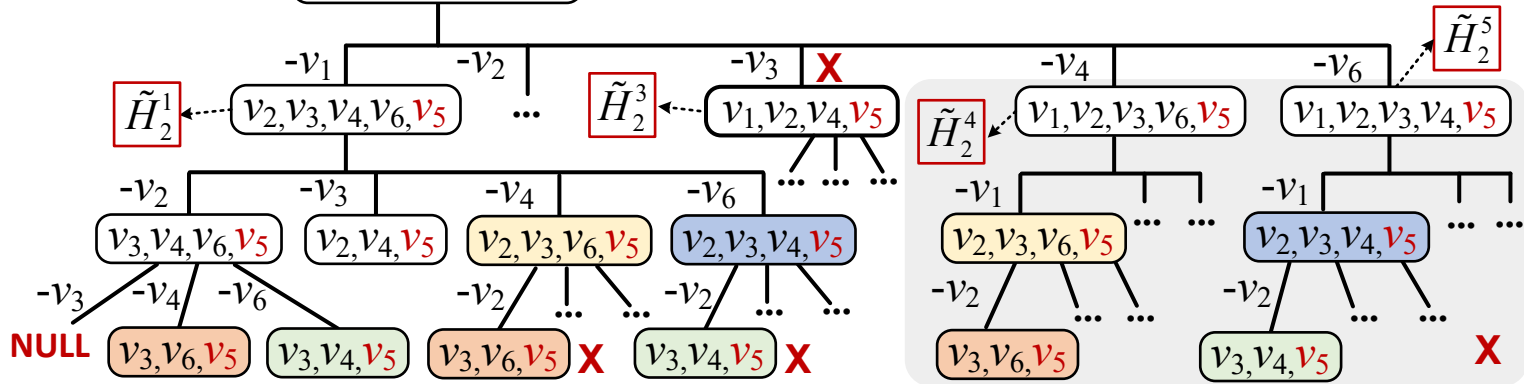 -v1 -v2 -v3 X -v4 -v6
H̃₂¹ v2,v3,v4,v6,v5 ... H̃₂³ v1,v2,v4,v5 H̃₂⁴ v1,v2,v3,v6,v5 v1,v2,v3,v4,v5 H̃₂⁵
... ... ...
-v2 -v3 -v4 -v6 -v1 ... ... -v1 ... ...
v3,v4,v6,v5 v2,v4,v5 v2,v3,v6,v5 v2,v3,v4,v5 v2,v3,v6,v5 v2,v3,v4,v5
-v3 -v4 -v6 -v2 ... ... -v2 ... ... -v2 ... ... -v2 ... ...
NULL v3,v6,v5 v3,v4,v5 v3,v6,v5 X v3,v4,v5 X v3,v6,v5 v3,v4,v5 X